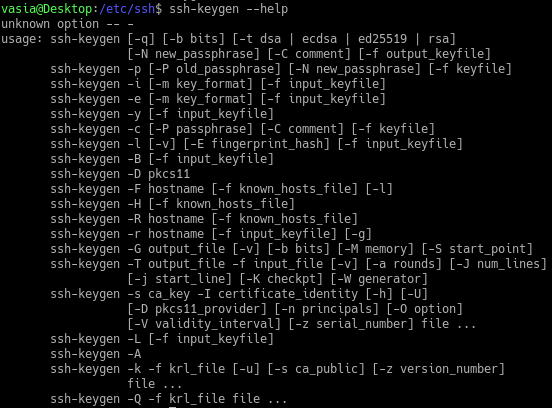 vasia@Desktop:/etc/ssh$ ssh-keygen --help
unknown option -- -
usage: ssh-keygen [-q] [-b bits] [-t dsa | ecdsa | ed25519 | rsa]
                  [-N new_passphrase] [-C comment] [-f output_keyfile]
       ssh-keygen -p [-P old_passphrase] [-N new_passphrase] [-f keyfile]
       ssh-keygen -i [-m key_format] [-f input_keyfile]
       ssh-keygen -e [-m key_format] [-f input_keyfile]
       ssh-keygen -y [-f input_keyfile]
       ssh-keygen -c [-P passphrase] [-C comment] [-f keyfile]
       ssh-keygen -l [-v] [-E fingerprint_hash] [-f input_keyfile]
       ssh-keygen -B [-f input_keyfile]
       ssh-keygen -D pkcs11
       ssh-keygen -F hostname [-f known_hosts_file] [-l]
       ssh-keygen -H [-f known_hosts_file]
       ssh-keygen -R hostname [-f known_hosts_file]
       ssh-keygen -r hostname [-f input_keyfile] [-g]
       ssh-keygen -G output_file [-v] [-b bits] [-M memory] [-S start_point]
       ssh-keygen -T output_file -f input_file [-v] [-a rounds] [-J num_lines]
                  [-j start_line] [-K checkpt] [-W generator]
       ssh-keygen -s ca_key -I certificate_identity [-h] [-U]
                  [-D pkcs11_provider] [-n principals] [-O option]
                  [-V validity_interval] [-z serial_number] file ...
       ssh-keygen -L [-f input_keyfile]
       ssh-keygen -A
       ssh-keygen -k -f krl_file [-u] [-s ca_public] [-z version_number]
                  file ...
       ssh-keygen -Q -f krl_file file ...